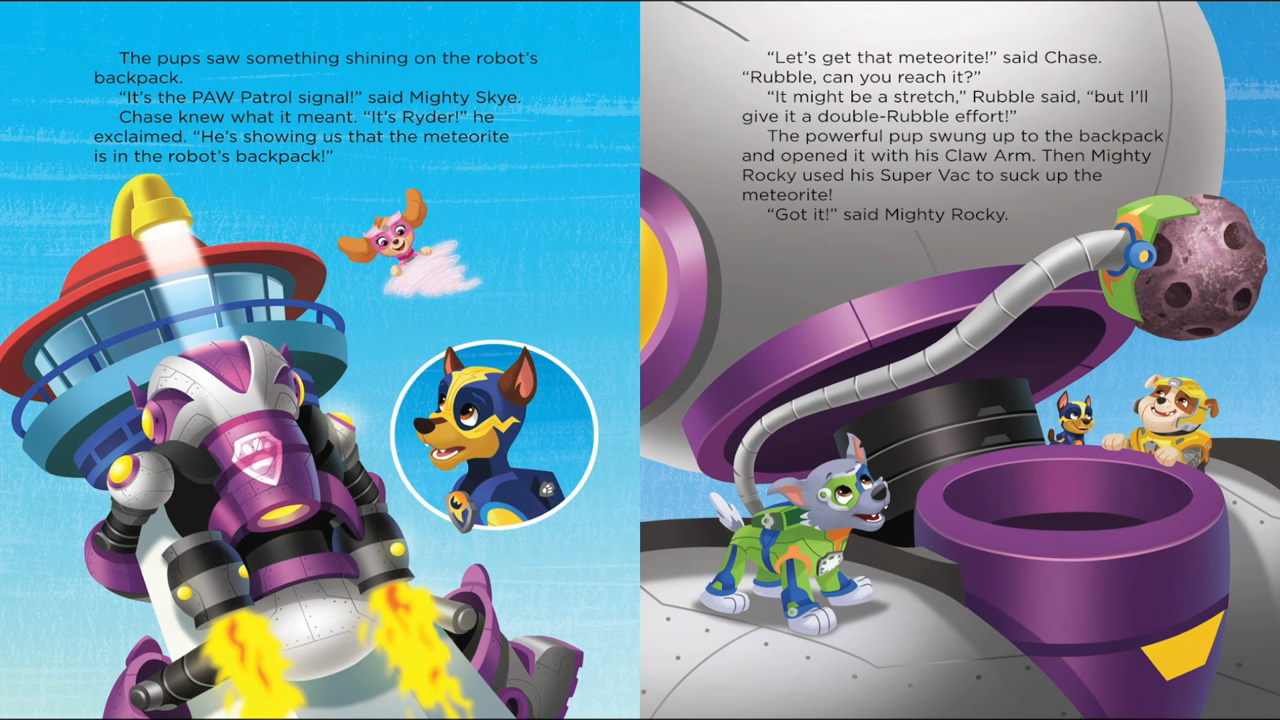 The pups saw something shining on the robot’s
backpack.
“It’s the PAW Patrol signal!” said Mighty Skye.
Chase knew what it meant. “It’s Ryder!” he
exclaimed. “He’s showing us that the meteorite
is in the robot’s backpack!”
“Let’s get that meteorite!” said Chase.
“Rubble, can you reach it?”
“It might be a stretch,” Rubble said, “but I’ll
give it a double-Rubble effort!”
The powerful pup swung up to the backpack
and opened it with his Claw Arm. Then Mighty
Rocky used his Super Vac to suck up the
meteorite!
“Got it!” said Mighty Rocky.